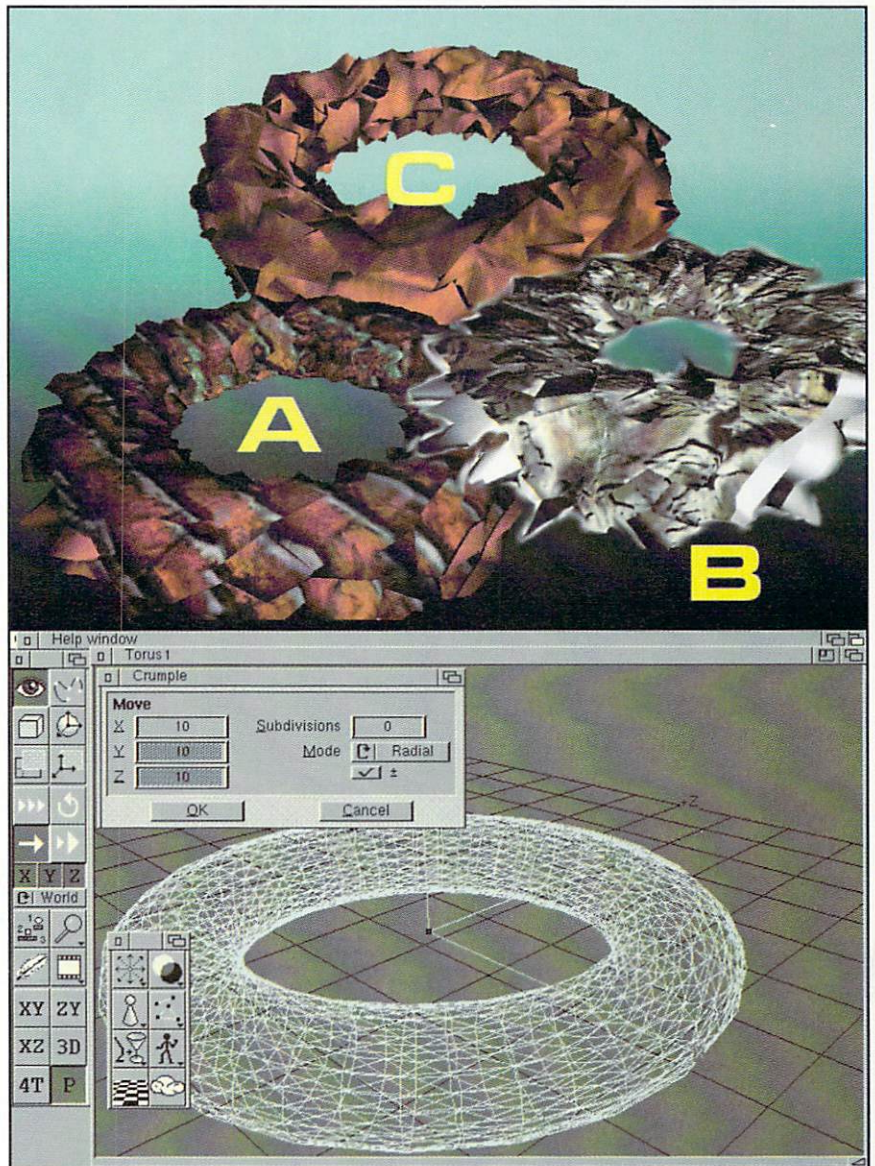 C
A
B
Help window
Torus1
Crumple
Move
X 10 Subdivisions 0
Y 10 Mode Radial
Z 10 ±
OK Cancel
Z
X Y Z
World
XY ZY
XZ 3D
4T P